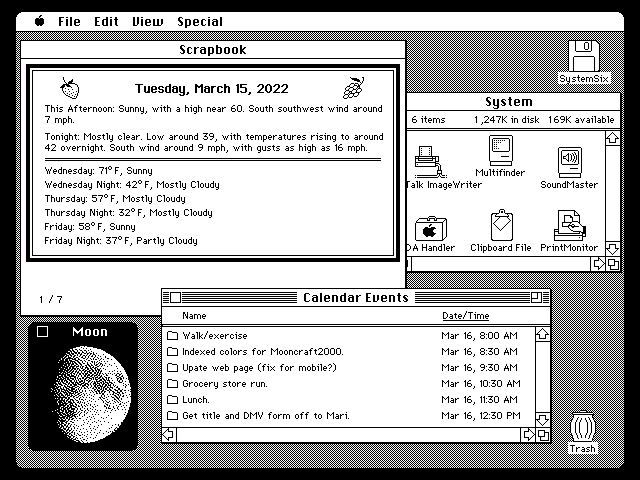 File Edit View Special
Scrapbook
Tuesday, March 15, 2022
This Afternoon: Sunny, with a high near 60. South southwest wind around
7 mph.
Tonight: Mostly clear. Low around 39, with temperatures rising to around
42 overnight. South wind around 9 mph, with gusts as high as 16 mph.
Wednesday: 71°F, Sunny
Wednesday Night: 42°F, Mostly Cloudy
Thursday: 57°F, Mostly Cloudy
Thursday Night: 32°F, Mostly Cloudy
Friday: 58°F, Sunny
Friday Night: 37°F, Partly Cloudy
1 / 7
SystemSix
System
6 items 1,247K in disk 169K available
Talk ImageWriter
Multifinder
SoundMaster
DA Handler
Clipboard File
PrintMonitor
Calendar Events
Name Date/Time
Walk/exercise Mar 16, 8:00 AM
Indexed colors for Mooncraft2000. Mar 16, 8:30 AM
Upate web page (fix for mobile?) Mar 16, 9:30 AM
Grocery store run. Mar 16, 10:30 AM
Lunch. Mar 16, 11:30 AM
Get title and DMV form off to Mari. Mar 16, 12:30 PM
Moon
Trash